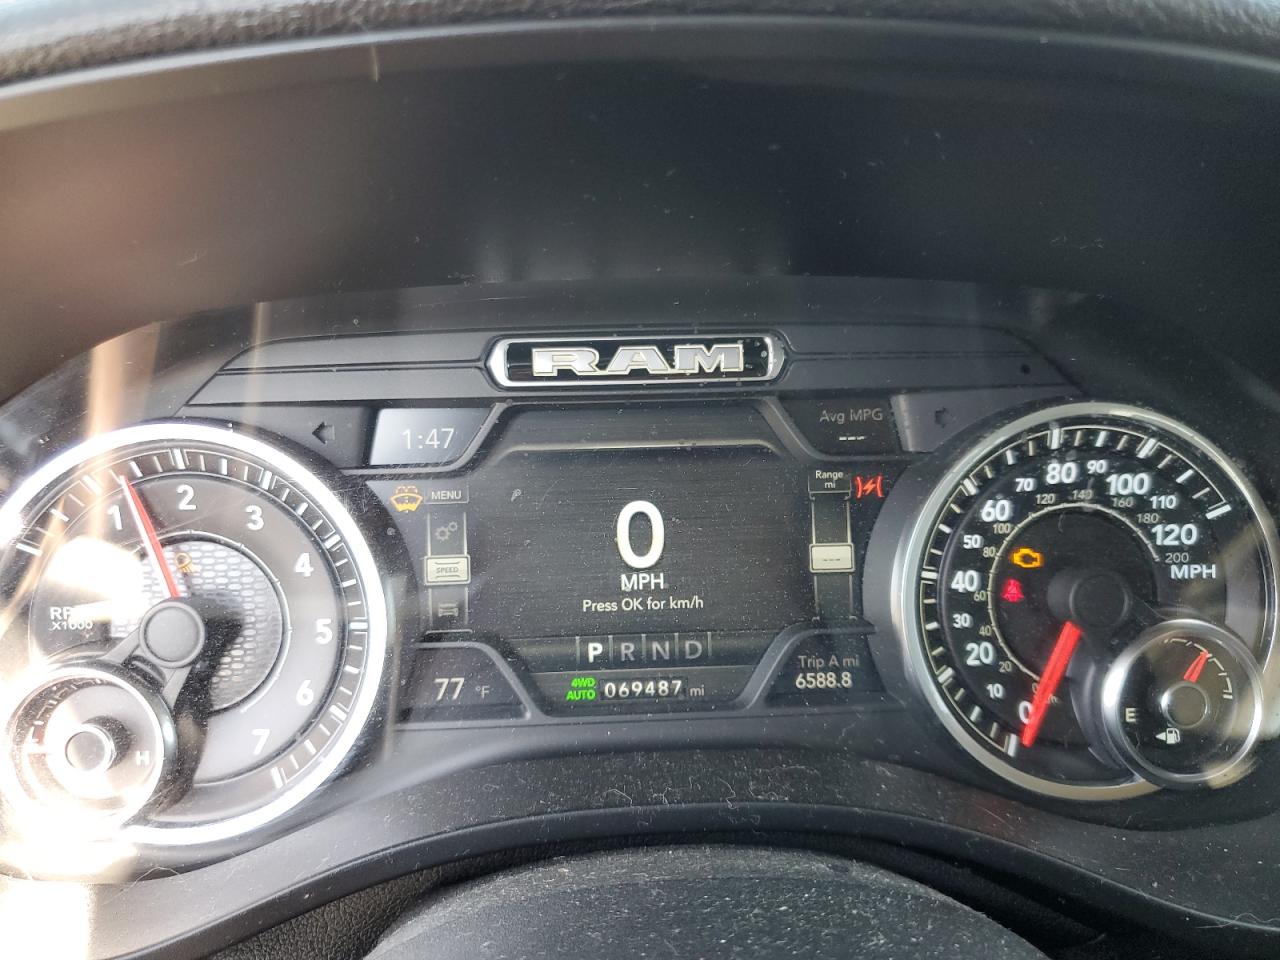 RAM
1:47
Avg MPG
---
MENU
Range
mi
SPEED
---
0
MPH
Press OK for km/h
P R N D
77 °F
4WD
AUTO
069487 mi
Trip A mi
6588.8
1 2 3 4 5 6 7
X1000
H
0 10 20 30 40 50 60 70 80 90 100 110 120
MPH
20 40 60 80 100 120 140 160 180 200
E